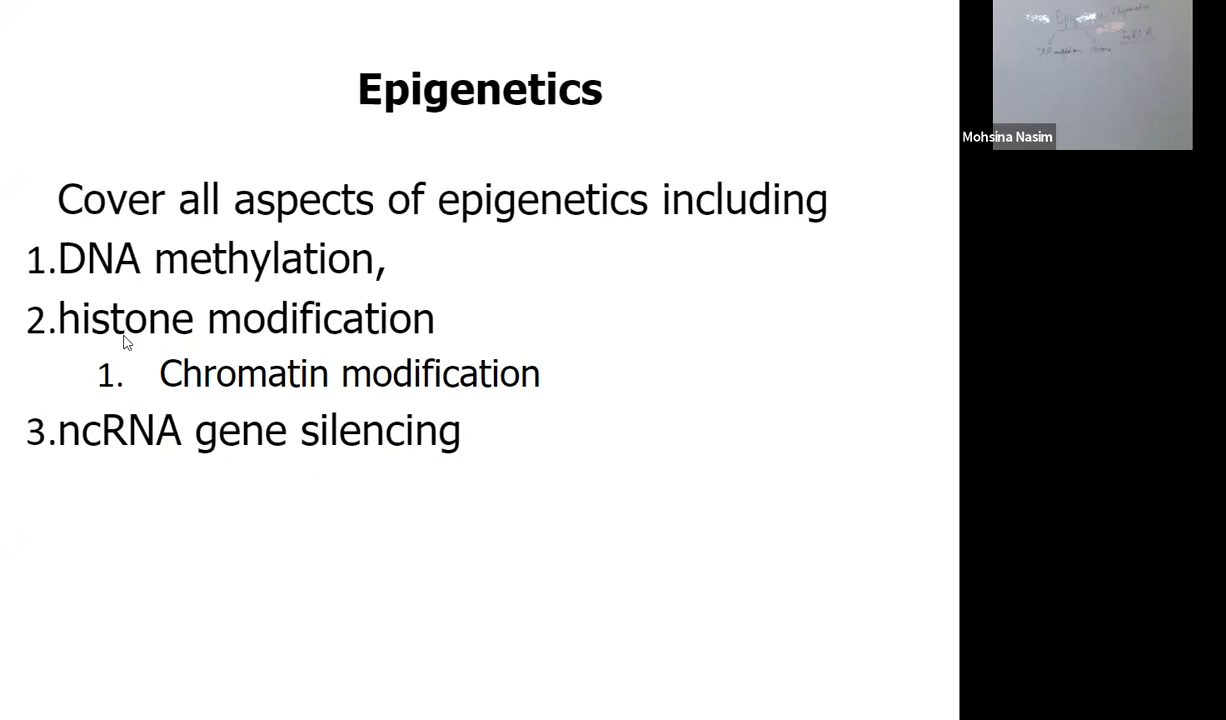 Epigenetics
Cover all aspects of epigenetics including
1.DNA methylation,
2.histone modification
1. Chromatin modification
3.ncRNA gene silencing
Mohsina Nasim